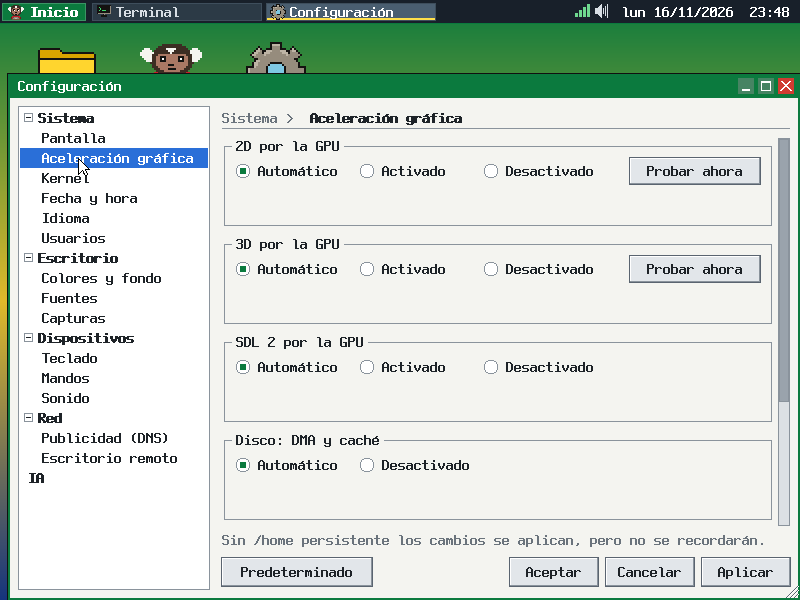 Inicio
Terminal
Configuración
lun 16/11/2026 23:48
Configuración
Sistema
Pantalla
Aceleración gráfica
Kernel
Fecha y hora
Idioma
Usuarios
Escritorio
Colores y fondo
Fuentes
Capturas
Dispositivos
Teclado
Mandos
Sonido
Red
Publicidad (DNS)
Escritorio remoto
IA
Sistema > Aceleración gráfica
2D por la GPU
Automático Activado Desactivado Probar ahora
3D por la GPU
Automático Activado Desactivado Probar ahora
SDL 2 por la GPU
Automático Activado Desactivado
Disco: DMA y caché
Automático Desactivado
Sin /home persistente los cambios se aplican, pero no se recordarán.
Predeterminado Aceptar Cancelar Aplicar